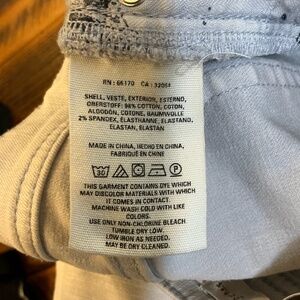 RN: 66170 CA: 32054
SHELL, VESTE, EXTERIOR, ESTERNO,
OBERSTOFF: 98% COTTON, COTON,
ALGODÓN, COTONE, BAUMWOLLE
2% SPANDEX, ELASTHANNE, ELASTANO,
ELASTAN, ELASTAN
MADE IN CHINA, HECHO EN CHINA,
FABRIQUÉ EN CHINE
30 P
THIS GARMENT CONTAINS DYE WHICH
MAY DISCOLOR MATERIALS WITH WHICH
IT COMES IN CONTACT
MACHINE WASH COLD WITH LIKE
COLORS.
USE ONLY NON-CHLORINE BLEACH.
TUMBLE DRY LOW.
LOW IRON AS NEEDED.
MAY BE DRY CLEANED.